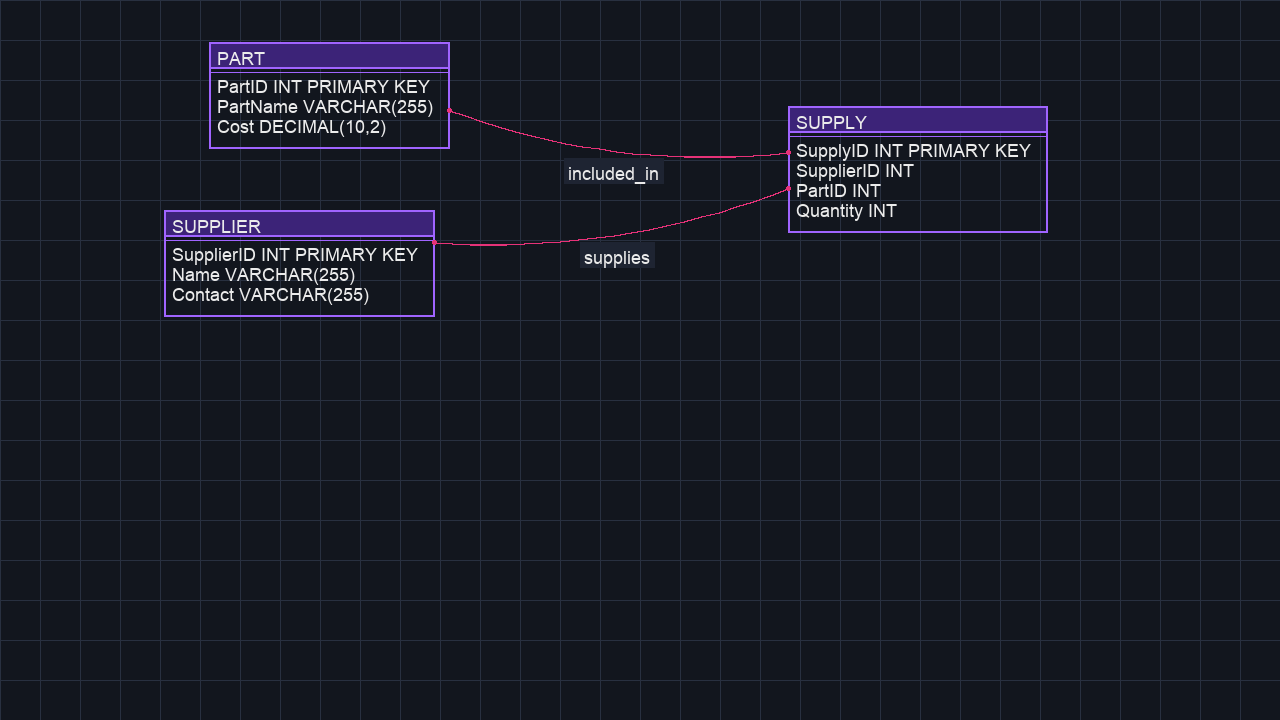 PART
PartID INT PRIMARY KEY
PartName VARCHAR(255)
Cost DECIMAL(10,2)
SUPPLY
SupplyID INT PRIMARY KEY
SupplierID INT
PartID INT
Quantity INT
included_in
SUPPLIER
SupplierID INT PRIMARY KEY
Name VARCHAR(255)
Contact VARCHAR(255)
supplies